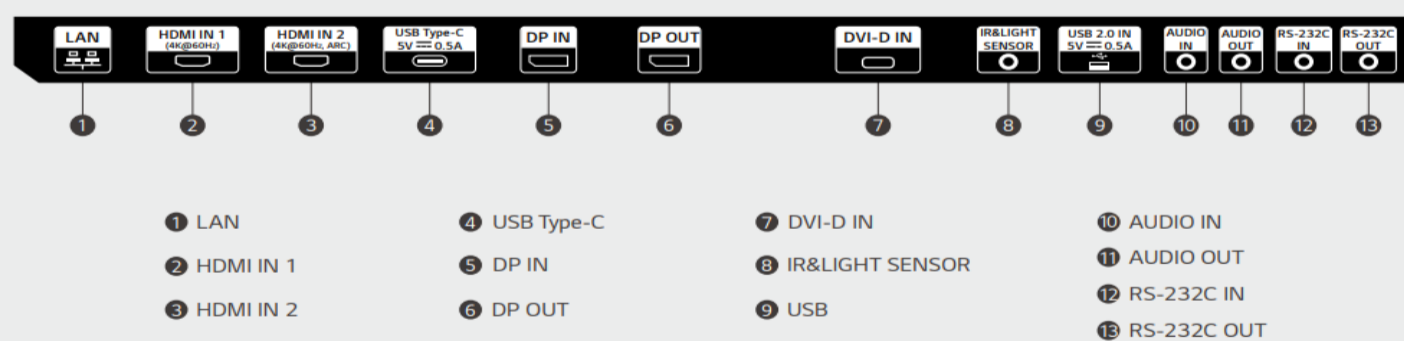 LAN
HDMI IN 1
(4K@60Hz)
HDMI IN 2
(4K@60Hz, ARC)
USB Type-C
5V ⎓ 0.5A
DP IN
DP OUT
DVI-D IN
IR&LIGHT
SENSOR
USB 2.0 IN
5V ⎓ 0.5A
AUDIO
IN
AUDIO
OUT
RS-232C
IN
RS-232C
OUT
1 2 3 4 5 6 7 8 9 10 11 12 13
1 LAN
2 HDMI IN 1
3 HDMI IN 2
4 USB Type-C
5 DP IN
6 DP OUT
7 DVI-D IN
8 IR&LIGHT SENSOR
9 USB
10 AUDIO IN
11 AUDIO OUT
12 RS-232C IN
13 RS-232C OUT